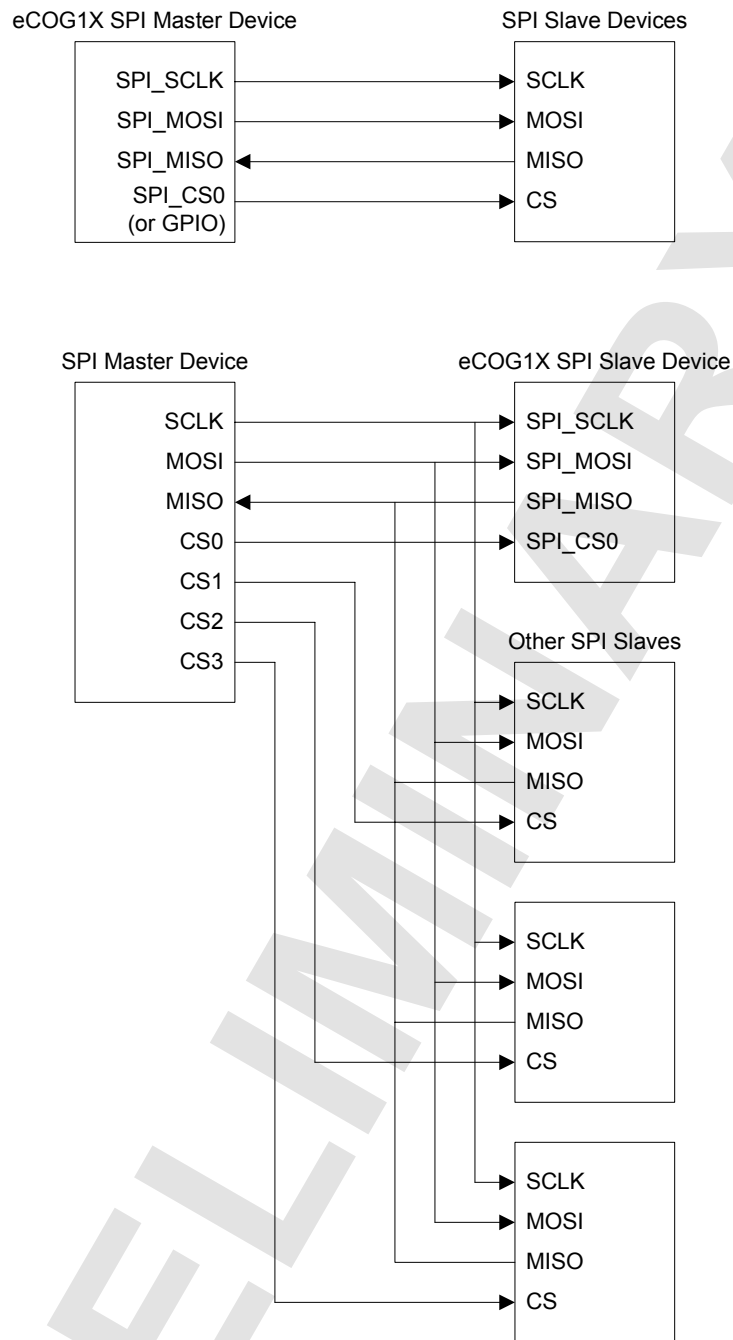 eCOG1X SPI Master Device
SPI Slave Devices
SPI_SCLK
SPI_MOSI
SPI_MISO
SPI_CS0
(or GPIO)
SCLK
MOSI
MISO
CS
SPI Master Device
eCOG1X SPI Slave Device
SCLK
MOSI
MISO
CS0
CS1
CS2
CS3
SPI_SCLK
SPI_MOSI
SPI_MISO
SPI_CS0
Other SPI Slaves
SCLK
MOSI
MISO
CS
SCLK
MOSI
MISO
CS
SCLK
MOSI
MISO
CS